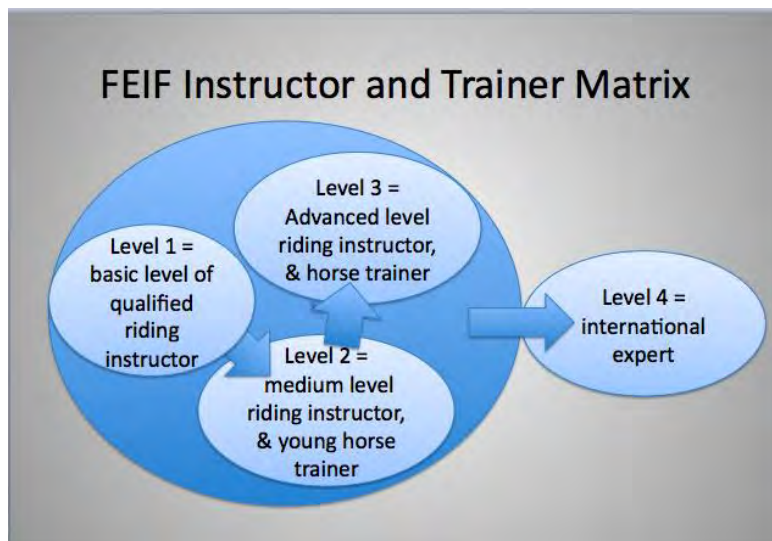 FEIF Instructor and Trainer Matrix
Level 1 =
basic level of
qualified
riding
instructor
Level 2 =
medium level
riding instructor,
& young horse
trainer
Level 3 =
Advanced level
riding instructor,
& horse trainer
Level 4 =
international
expert